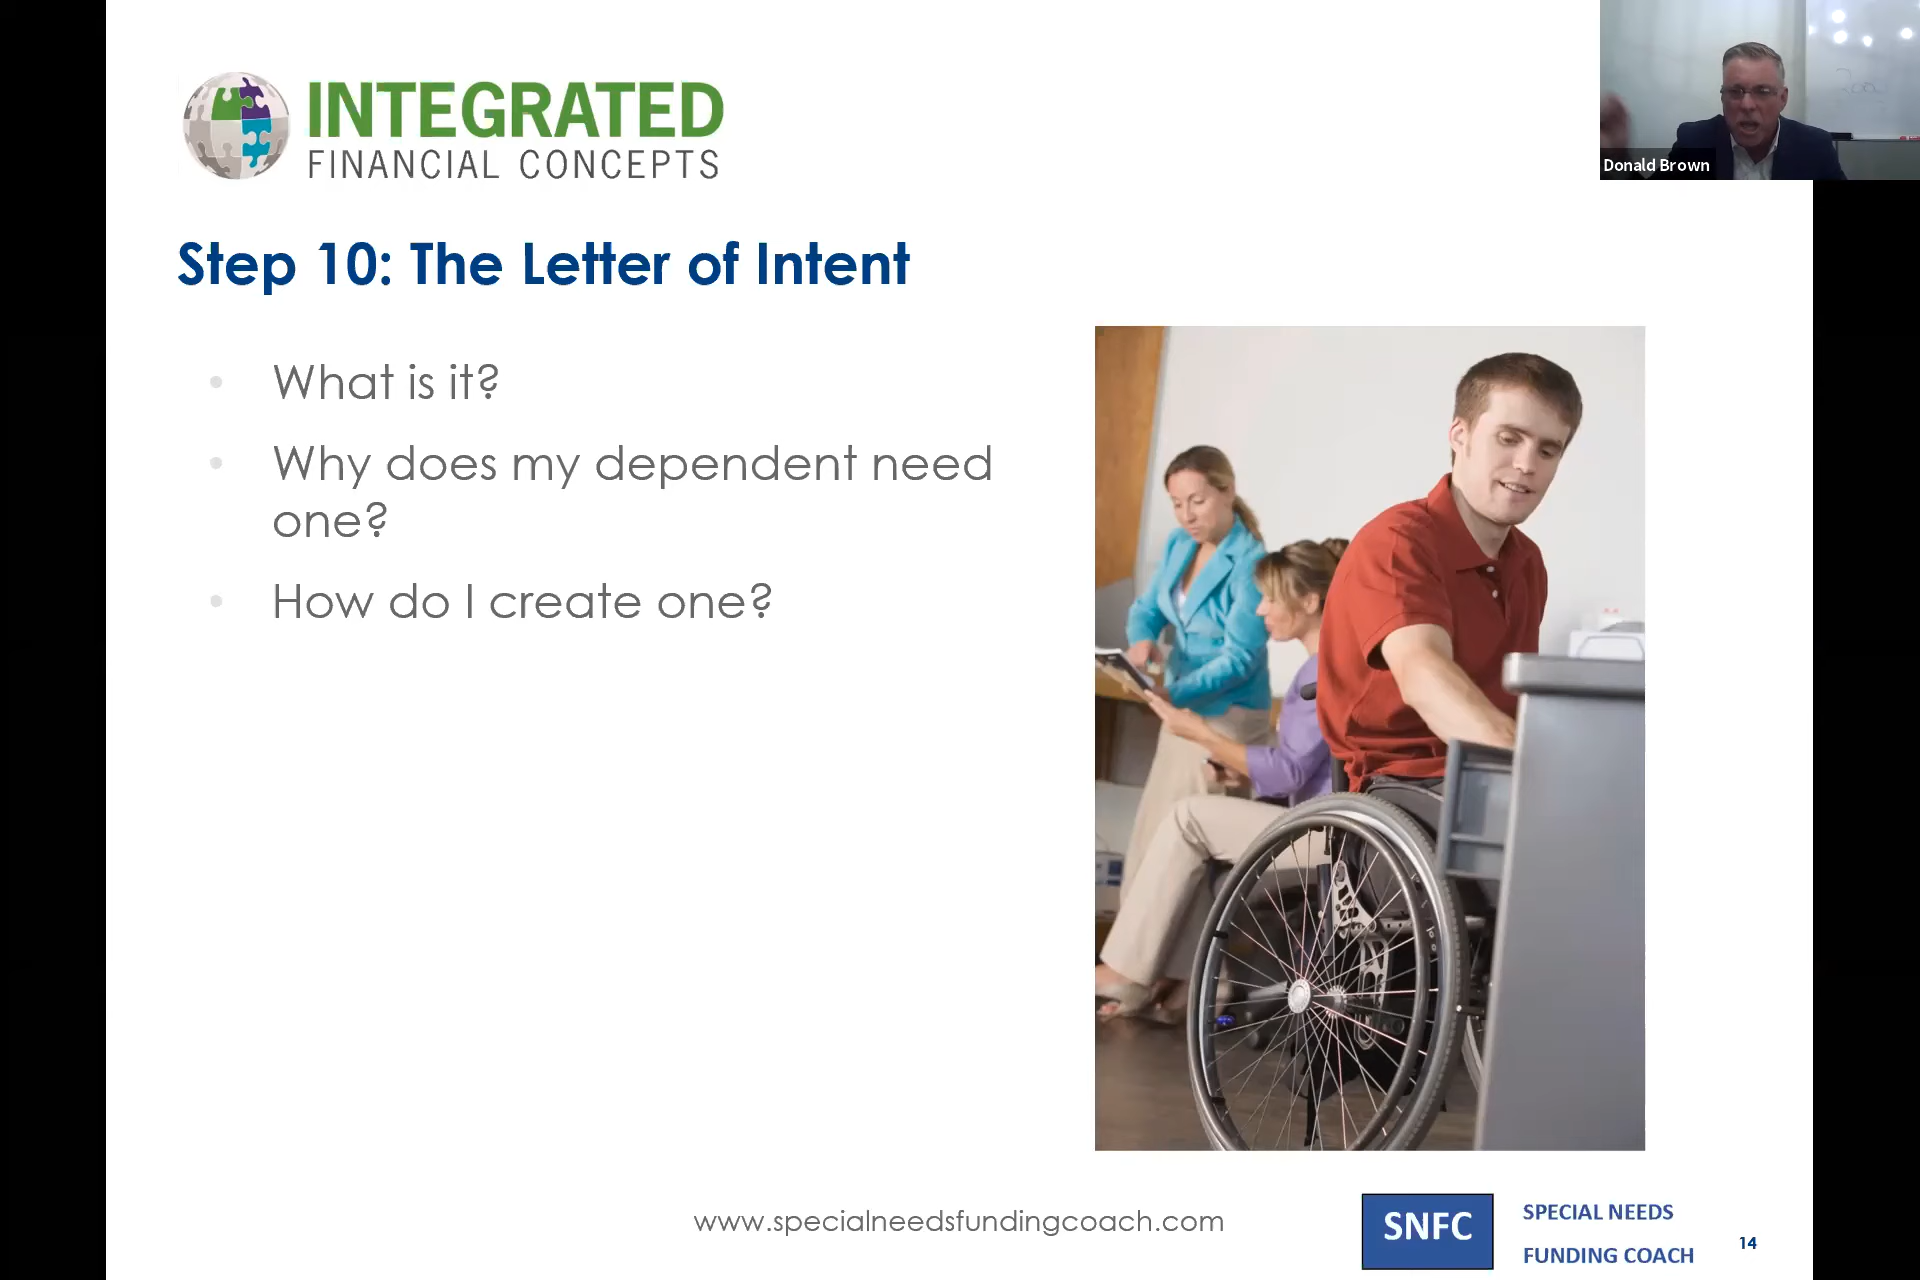 INTEGRATED
FINANCIAL CONCEPTS
Donald Brown
Step 10: The Letter of Intent
• What is it?
• Why does my dependent need
one?
• How do I create one?
www.specialneedsfundingcoach.com
SNFC
SPECIAL NEEDS
FUNDING COACH
14